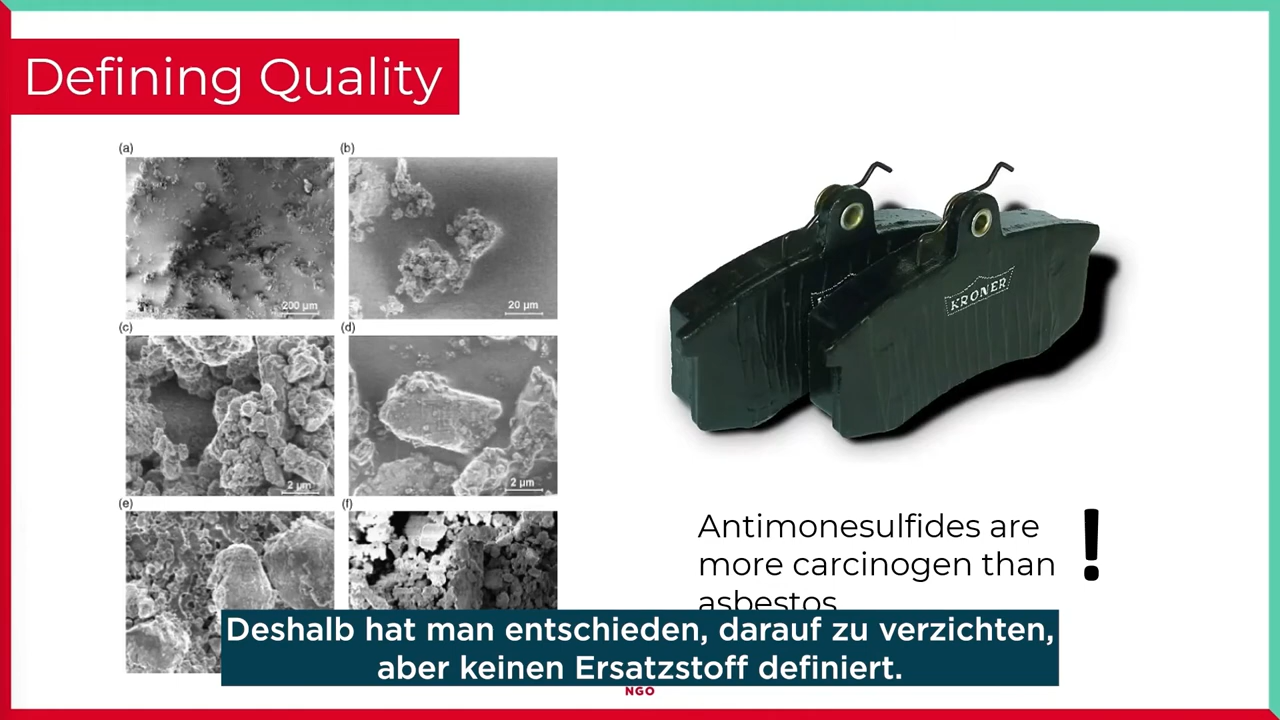 Defining Quality
(a)
(b)
200 µm
20 µm
(c)
(d)
2 µm
2 µm
(e)
(f)
KRONER
Antimonesulfides are
more carcinogen than
asbestos
!
Deshalb hat man entschieden, darauf zu verzichten,
aber keinen Ersatzstoff definiert.
NGO